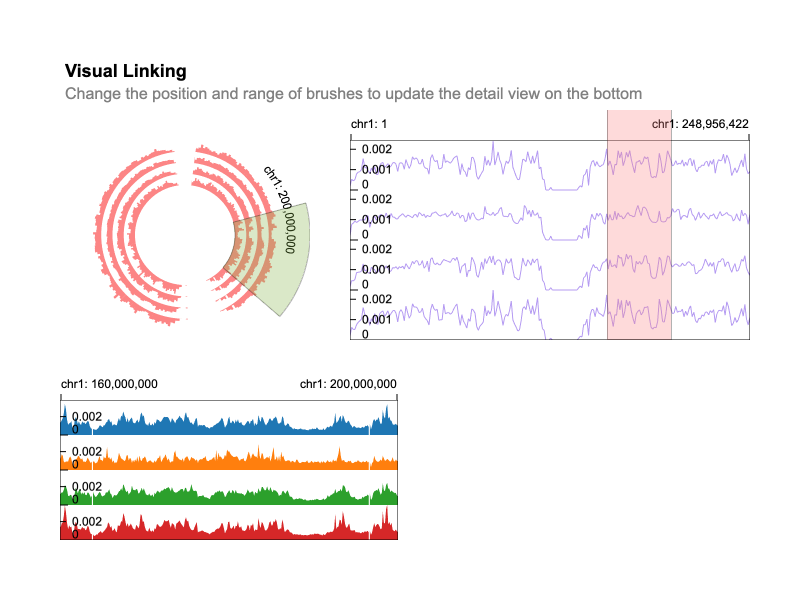 Visual Linking
Change the position and range of brushes to update the detail view on the bottom
chr1: 1
chr1: 248,956,422
chr1: 200,000,000
0.002
0.001
0
0.002
0.001
0
0.002
0.001
0
0.002
0.001
0
chr1: 160,000,000
chr1: 200,000,000
0.002
0
0.002
0
0.002
0
0.002
0